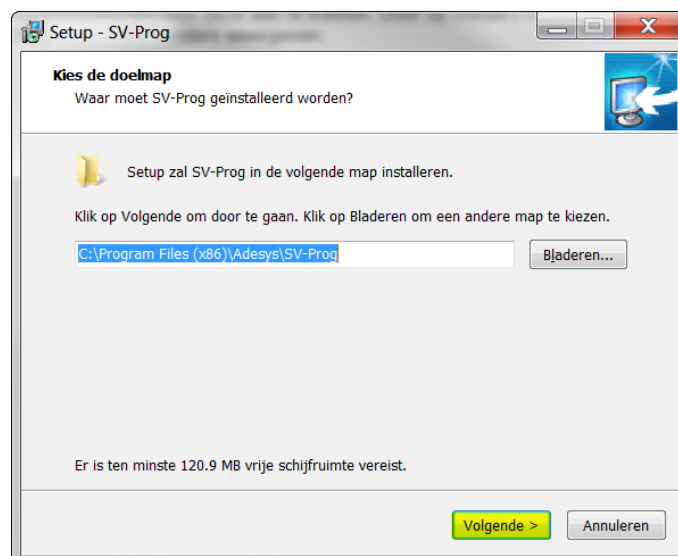 Setup - SV-Prog
Kies de doelmap
Waar moet SV-Prog geïnstalleerd worden?
Setup zal SV-Prog in de volgende map installeren.
Klik op Volgende om door te gaan. Klik op Bladeren om een andere map te kiezen.
C:\Program Files (x86)\Adesys\SV-Prog
Bladeren...
Er is ten minste 120.9 MB vrije schijfruimte vereist.
Volgende >
Annuleren